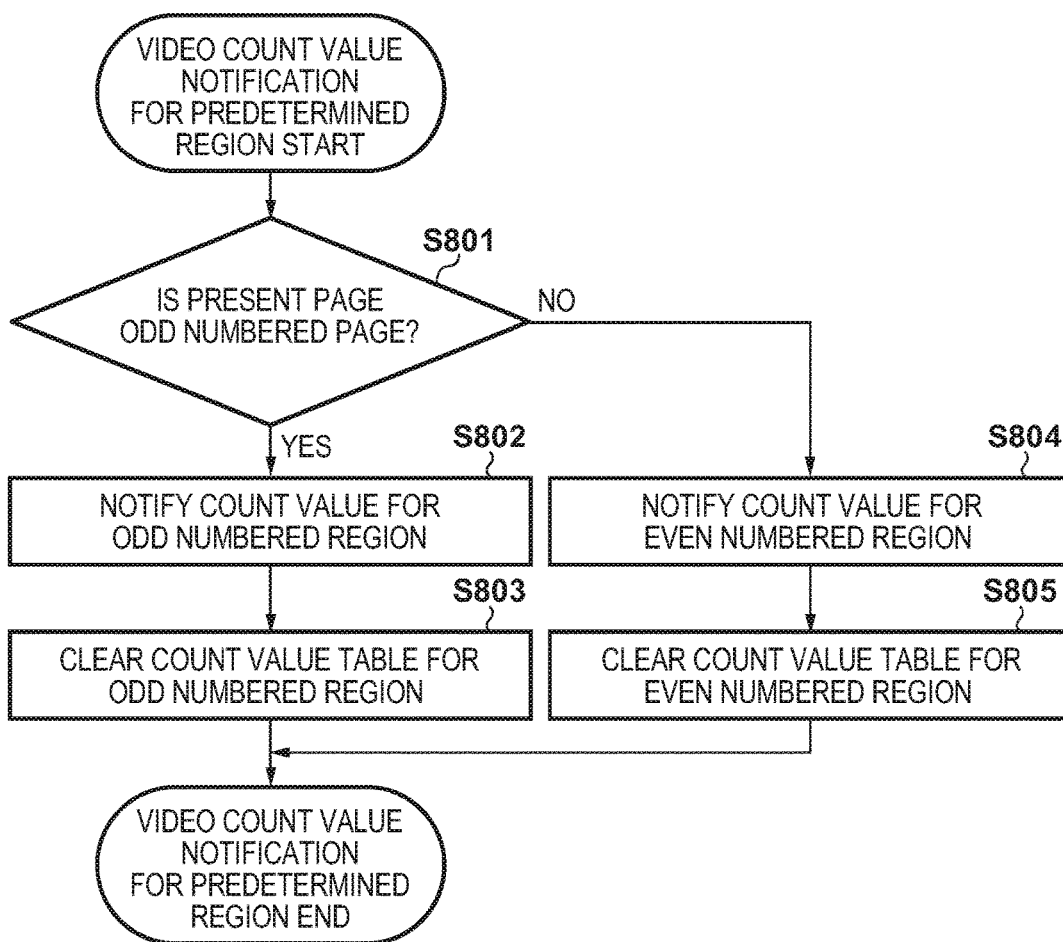 VIDEO COUNT VALUE
NOTIFICATION
FOR PREDETERMINED
REGION START
S801
IS PRESENT PAGE
ODD NUMBERED PAGE?
NO
YES
S802
NOTIFY COUNT VALUE FOR
ODD NUMBERED REGION
S804
NOTIFY COUNT VALUE FOR
EVEN NUMBERED REGION
S803
CLEAR COUNT VALUE TABLE FOR
ODD NUMBERED REGION
S805
CLEAR COUNT VALUE TABLE FOR
EVEN NUMBERED REGION
VIDEO COUNT VALUE
NOTIFICATION
FOR PREDETERMINED
REGION END